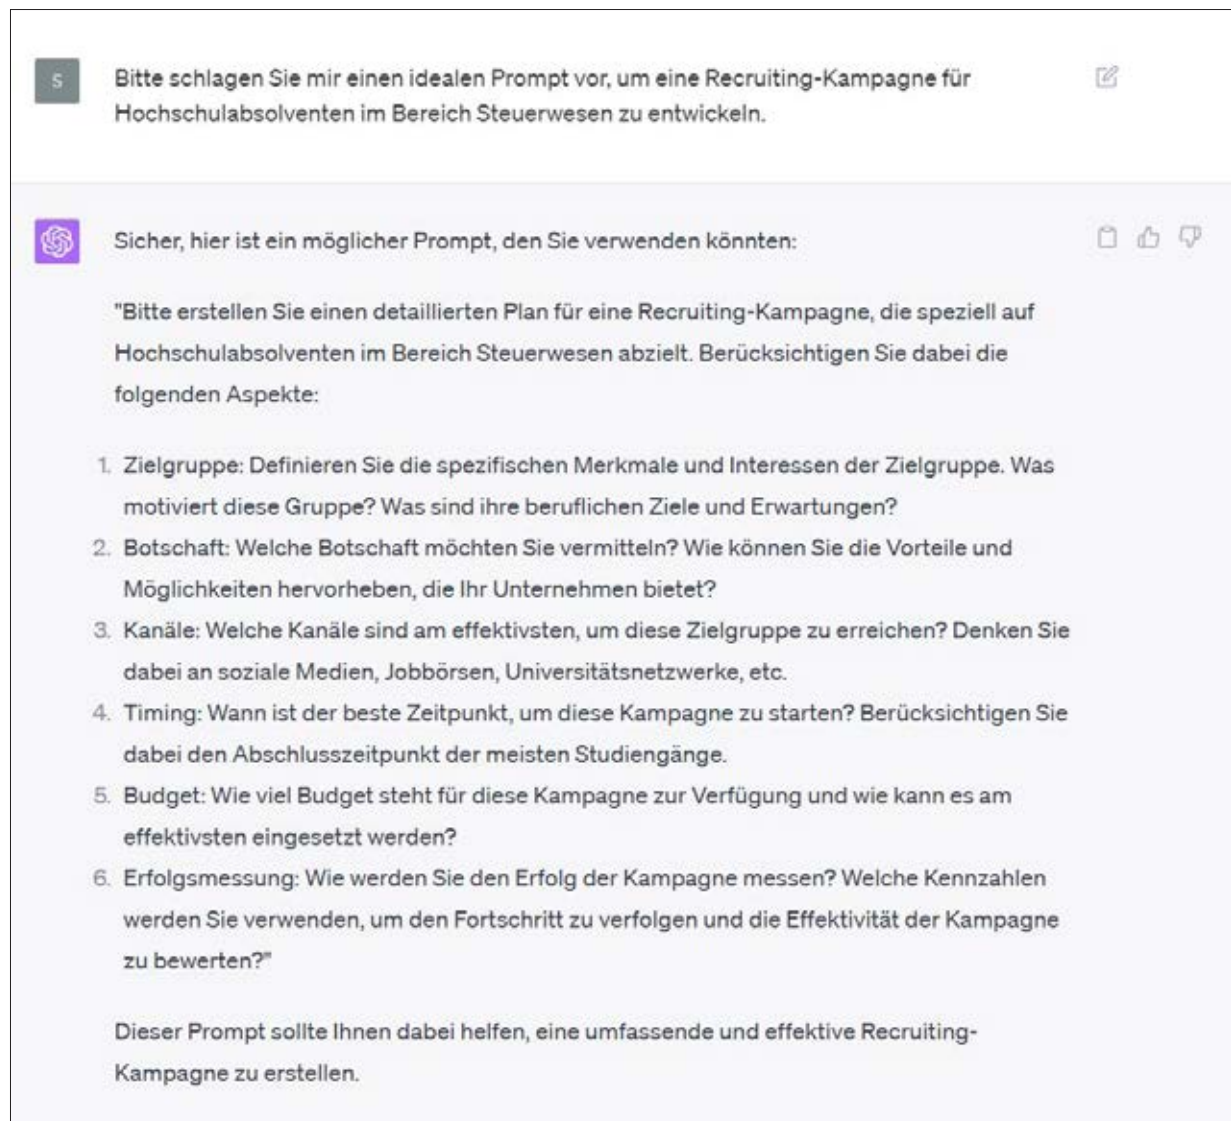 S
Bitte schlagen Sie mir einen idealen Prompt vor, um eine Recruiting-Kampagne für
Hochschulabsolventen im Bereich Steuerwesen zu entwickeln.
Sicher, hier ist ein möglicher Prompt, den Sie verwenden könnten:
"Bitte erstellen Sie einen detaillierten Plan für eine Recruiting-Kampagne, die speziell auf
Hochschulabsolventen im Bereich Steuerwesen abzielt. Berücksichtigen Sie dabei die
folgenden Aspekte:
1. Zielgruppe: Definieren Sie die spezifischen Merkmale und Interessen der Zielgruppe. Was
motiviert diese Gruppe? Was sind ihre beruflichen Ziele und Erwartungen?
2. Botschaft: Welche Botschaft möchten Sie vermitteln? Wie können Sie die Vorteile und
Möglichkeiten hervorheben, die Ihr Unternehmen bietet?
3. Kanäle: Welche Kanäle sind am effektivsten, um diese Zielgruppe zu erreichen? Denken Sie
dabei an soziale Medien, Jobbörsen, Universitätsnetzwerke, etc.
4. Timing: Wann ist der beste Zeitpunkt, um diese Kampagne zu starten? Berücksichtigen Sie
dabei den Abschlusszeitpunkt der meisten Studiengänge.
5. Budget: Wie viel Budget steht für diese Kampagne zur Verfügung und wie kann es am
effektivsten eingesetzt werden?
6. Erfolgsmessung: Wie werden Sie den Erfolg der Kampagne messen? Welche Kennzahlen
werden Sie verwenden, um den Fortschritt zu verfolgen und die Effektivität der Kampagne
zu bewerten?"
Dieser Prompt sollte Ihnen dabei helfen, eine umfassende und effektive Recruiting-
Kampagne zu erstellen.